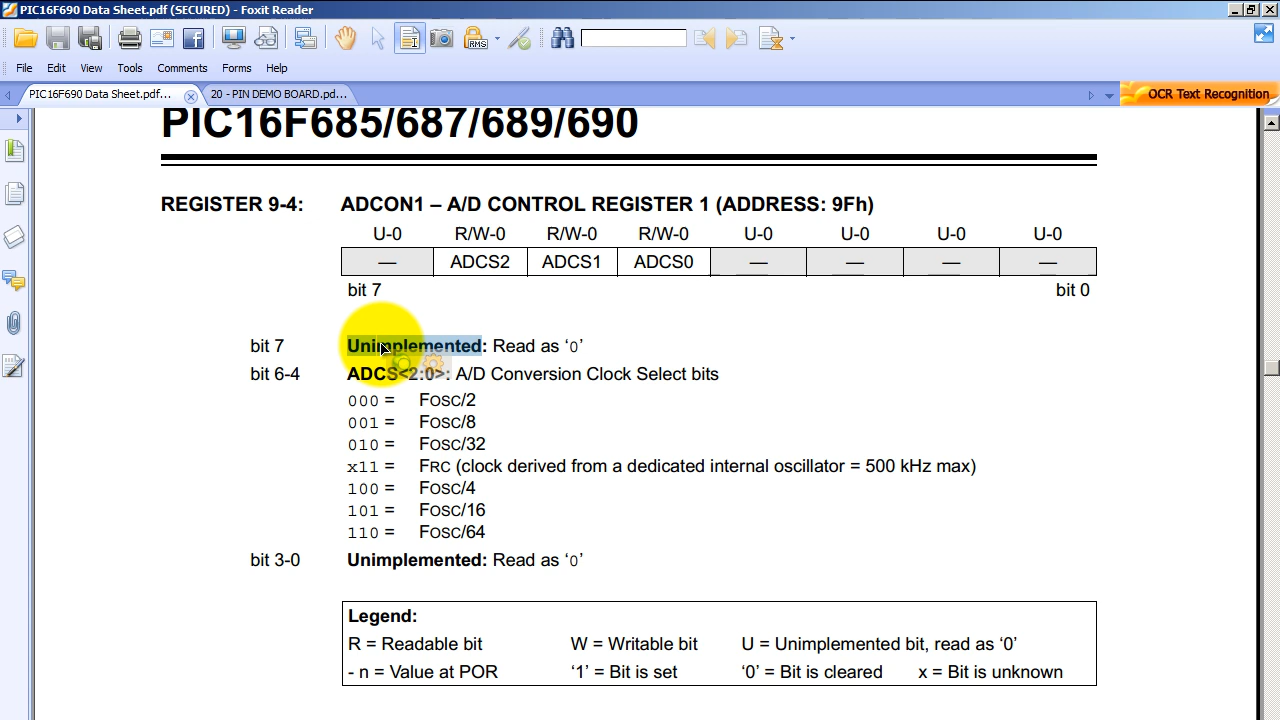 PIC16F690 Data Sheet.pdf (SECURED) - Foxit Reader
RMS
File Edit View Tools Comments Forms Help
PIC16F690 Data Sheet.pdf... 20 - PIN DEMO BOARD.pd... OCR Text Recognition
PIC16F685/687/689/690
REGISTER 9-4: ADCON1 – A/D CONTROL REGISTER 1 (ADDRESS: 9Fh)
U-0 R/W-0 R/W-0 R/W-0 U-0 U-0 U-0 U-0
— ADCS2 ADCS1 ADCS0 — — — —
bit 7 bit 0
bit 7 Unimplemented: Read as ‘0’
bit 6-4 ADCS<2:0>: A/D Conversion Clock Select bits
000 = FOSC/2
001 = FOSC/8
010 = FOSC/32
x11 = FRC (clock derived from a dedicated internal oscillator = 500 kHz max)
100 = FOSC/4
101 = FOSC/16
110 = FOSC/64
bit 3-0 Unimplemented: Read as ‘0’
Legend:
R = Readable bit W = Writable bit U = Unimplemented bit, read as ‘0’
- n = Value at POR ‘1’ = Bit is set ‘0’ = Bit is cleared x = Bit is unknown